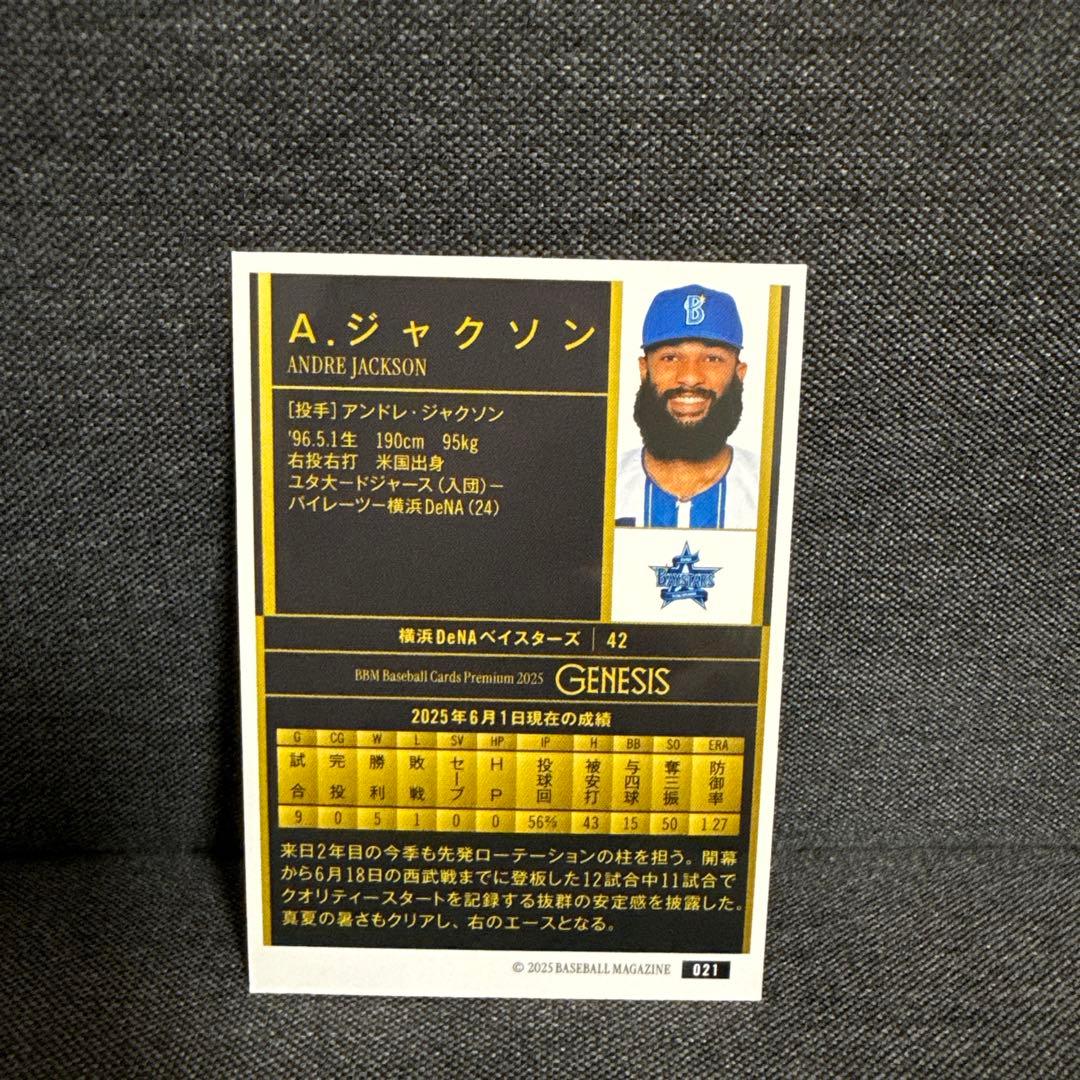 A.ジャクソン
ANDRE JACKSON
[投手]アンドレ・ジャクソン
'96.5.1生 190cm 95kg
右投右打 米国出身
ユタ大ードジャース(入団)ー
パイレーツー横浜DeNA(24)
B
BAYSTARS
横浜DeNAベイスターズ | 42
BBM Baseball Cards Premium 2025 GENESIS
2025年6月1日現在の成績
G CG W L SV HP IP H BB SO ERA
試合 完投 勝利 敗戦 セーブ HP 投球回 被安打 与四球 奪三振 防御率
9 0 5 1 0 0 56⅔ 43 15 50 1.27
来日2年目の今季も先発ローテーションの柱を担う。開幕
から6月18日の西武戦までに登板した12試合中11試合で
クオリティースタートを記録する抜群の安定感を披露した。
真夏の暑さもクリアし、右のエースとなる。
© 2025 BASEBALL MAGAZINE 021